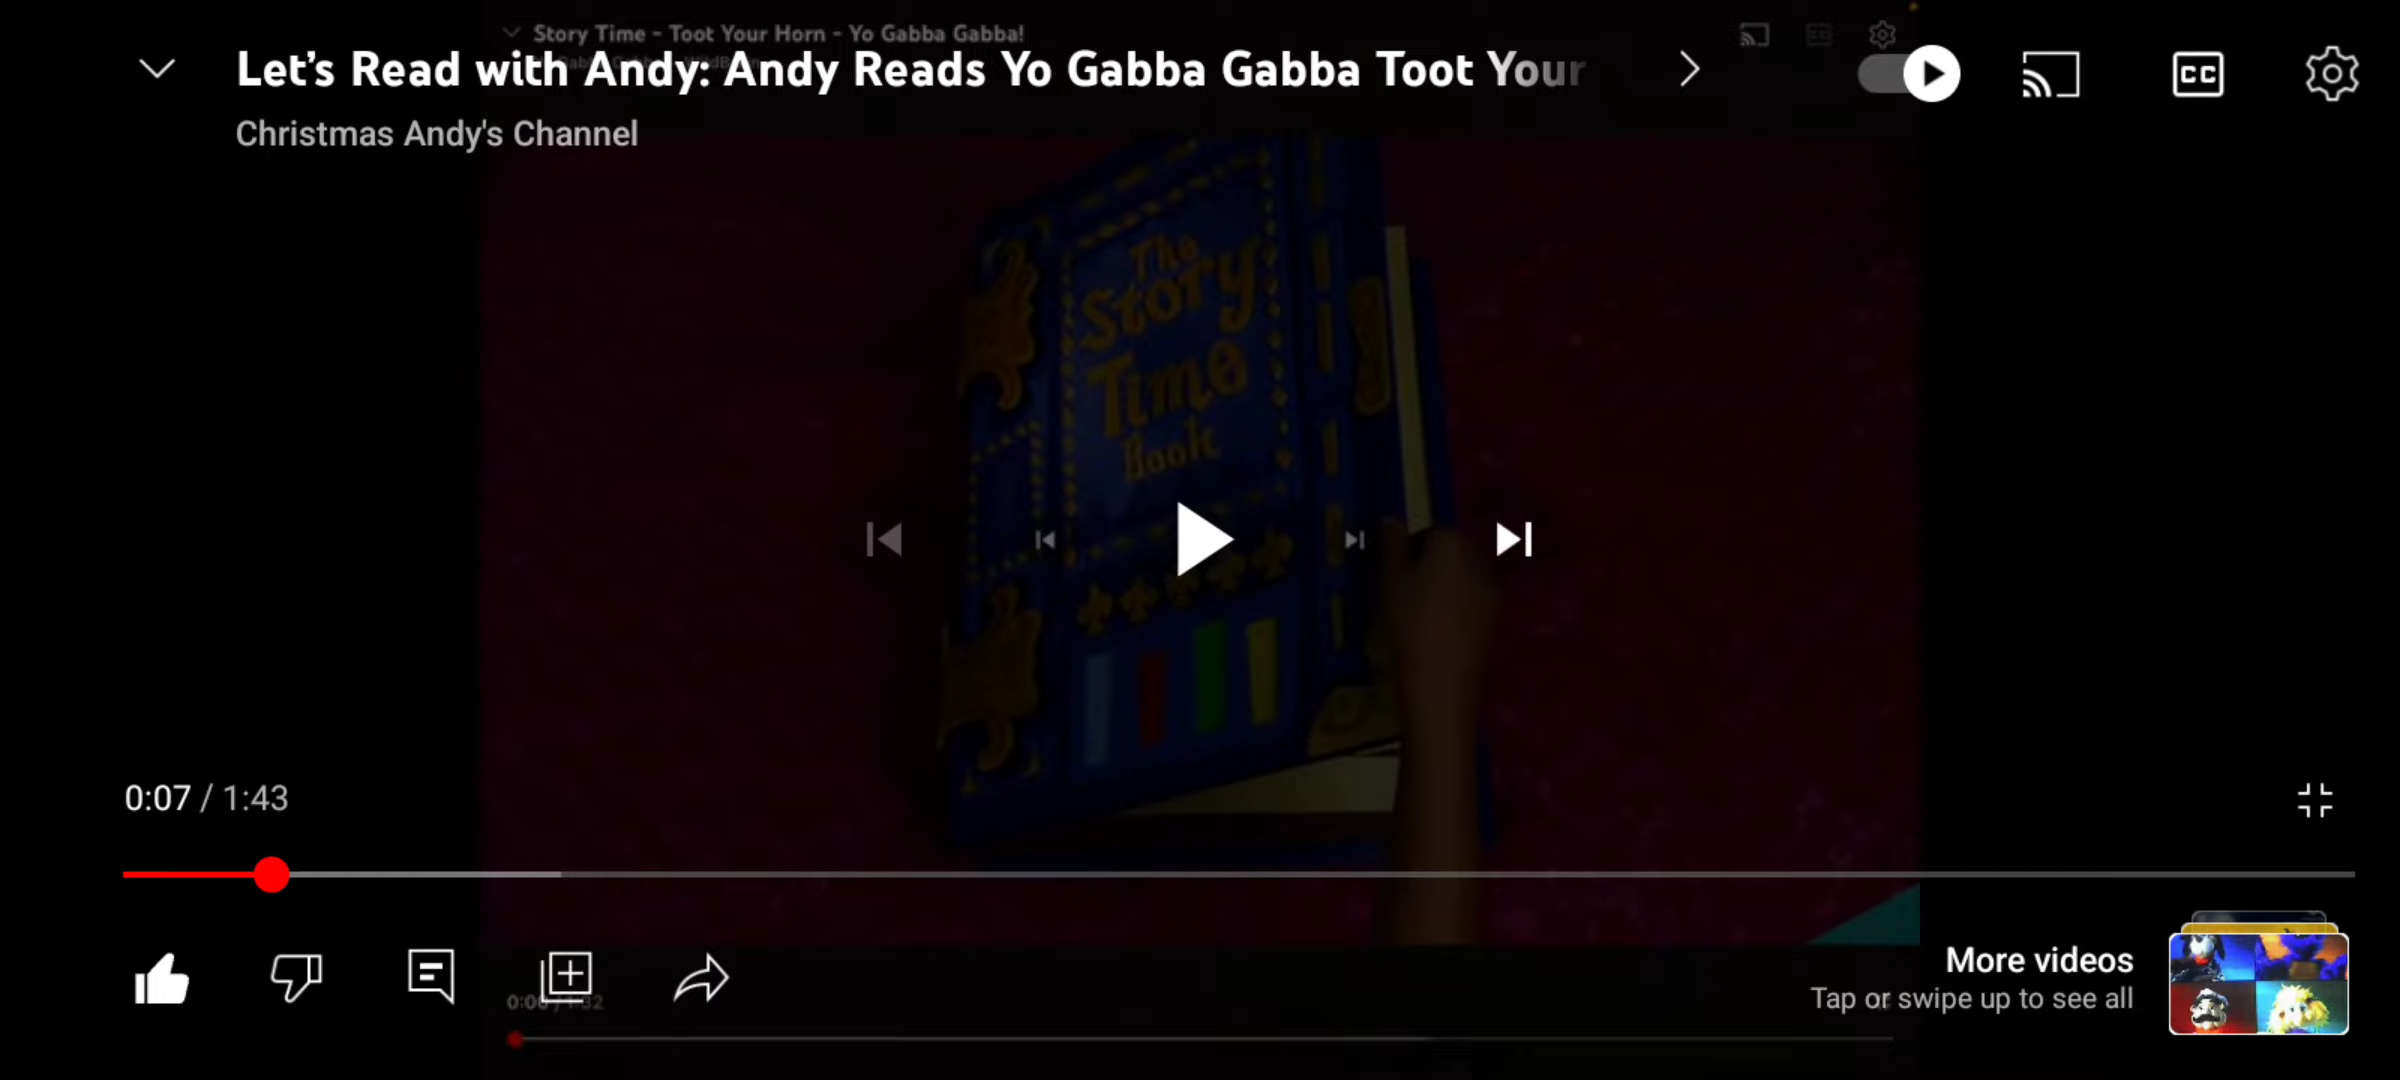 Story Time - Toot Your Horn - Yo Gabba Gabba!
Let's Read with Andy: Andy Reads Yo Gabba Gabba Toot Your
CC
Christmas Andy's Channel
The
Story
Time
Book
0:07 / 1:43
More videos
Tap or swipe up to see all